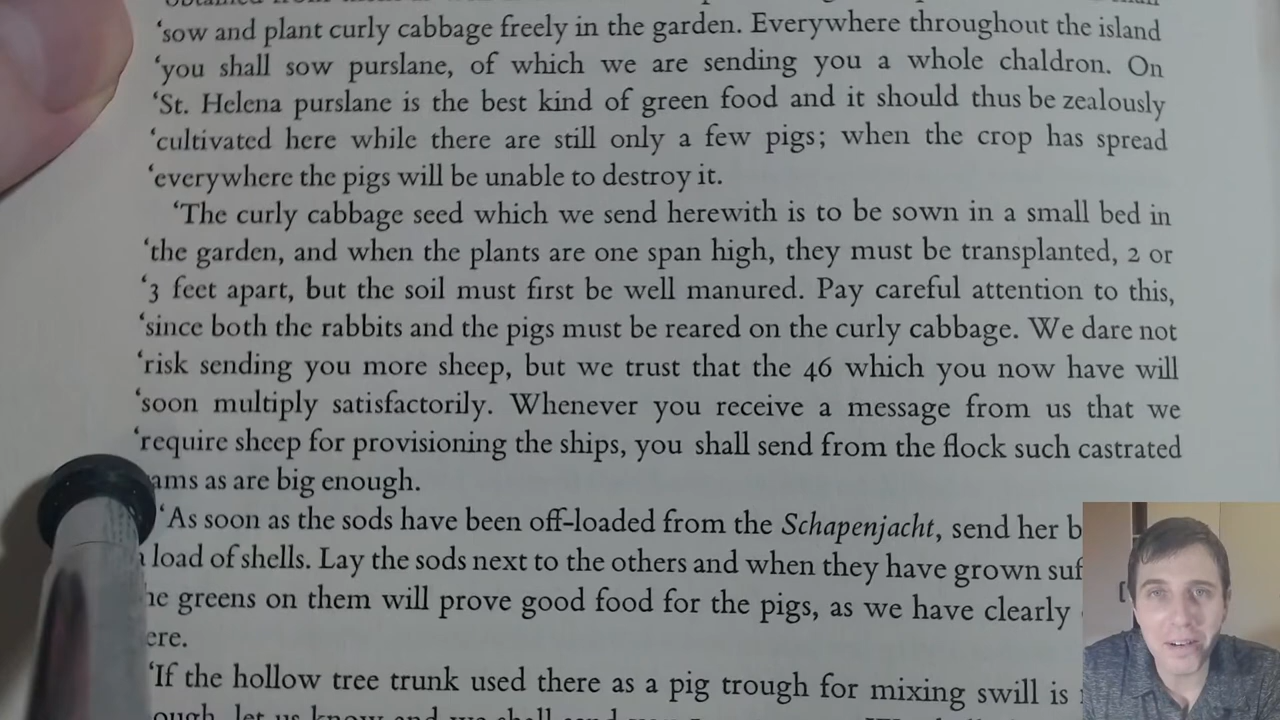 ‘sow and plant curly cabbage freely in the garden. Everywhere throughout the island
‘you shall sow purslane, of which we are sending you a whole chaldron. On
‘St. Helena purslane is the best kind of green food and it should thus be zealously
‘cultivated here while there are still only a few pigs; when the crop has spread
‘everywhere the pigs will be unable to destroy it.
‘The curly cabbage seed which we send herewith is to be sown in a small bed in
‘the garden, and when the plants are one span high, they must be transplanted, 2 or
‘3 feet apart, but the soil must first be well manured. Pay careful attention to this,
‘since both the rabbits and the pigs must be reared on the curly cabbage. We dare not
‘risk sending you more sheep, but we trust that the 46 which you now have will
‘soon multiply satisfactorily. Whenever you receive a message from us that we
‘require sheep for provisioning the ships, you shall send from the flock such castrated
ams as are big enough.
‘As soon as the sods have been off-loaded from the Schapenjacht, send her b
load of shells. Lay the sods next to the others and when they have grown suf
he greens on them will prove good food for the pigs, as we have clearly
ere.
‘If the hollow tree trunk used there as a pig trough for mixing swill is
ough, let us know and we shall send